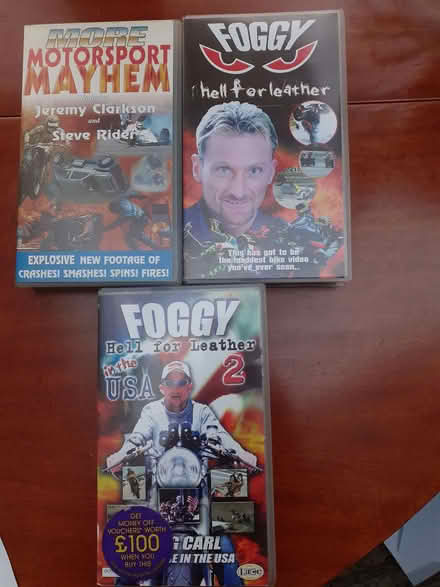 MORE
MOTORSPORT
MAYHEM
Jeremy Clarkson
and
Steve Rider
EXPLOSIVE NEW FOOTAGE OF
CRASHES! SMASHES! SPINS! FIRES!
FOGGY
hell for leather
This has got to be
the maddest bike video
you've ever seen..
FOGGY
Hell for Leather
in the
USA
2
GET
MONEY OFF
VOUCHERS WORTH
£100
WHEN YOU
BUY THIS
G CARL
E IN THE USA